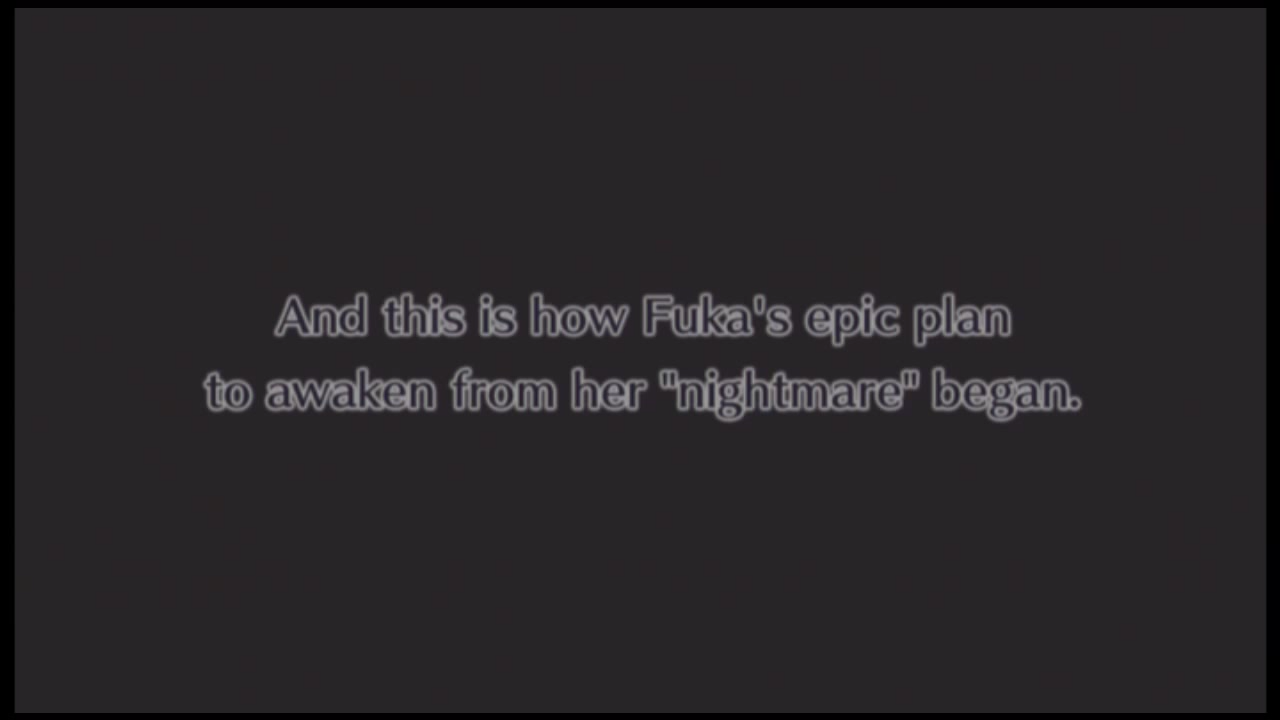 And this is how Fuka's epic plan
to awaken from her "nightmare" began.